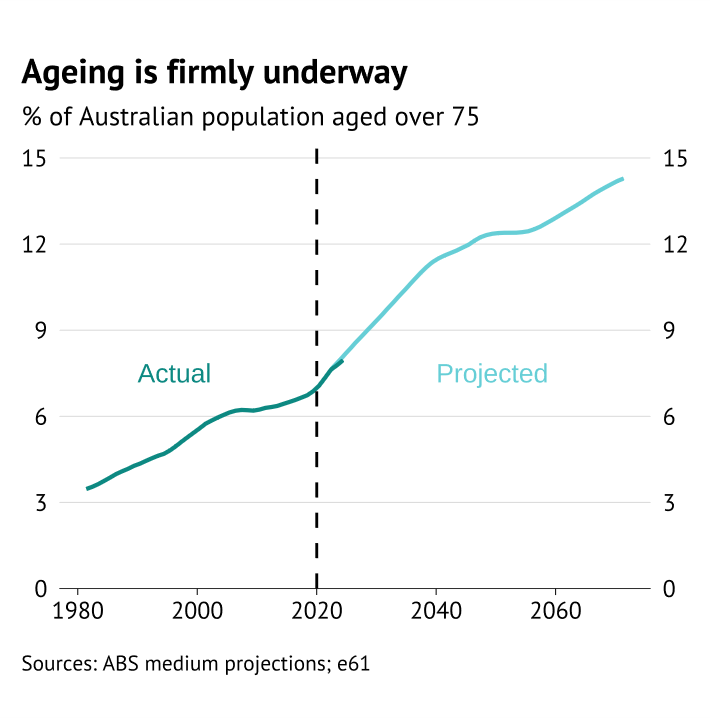 Ageing is firmly underway
% of Australian population aged over 75
15 15
12 12
9 9
Actual Projected
6 6
3 3
0 0
1980 2000 2020 2040 2060
Sources: ABS medium projections; e61